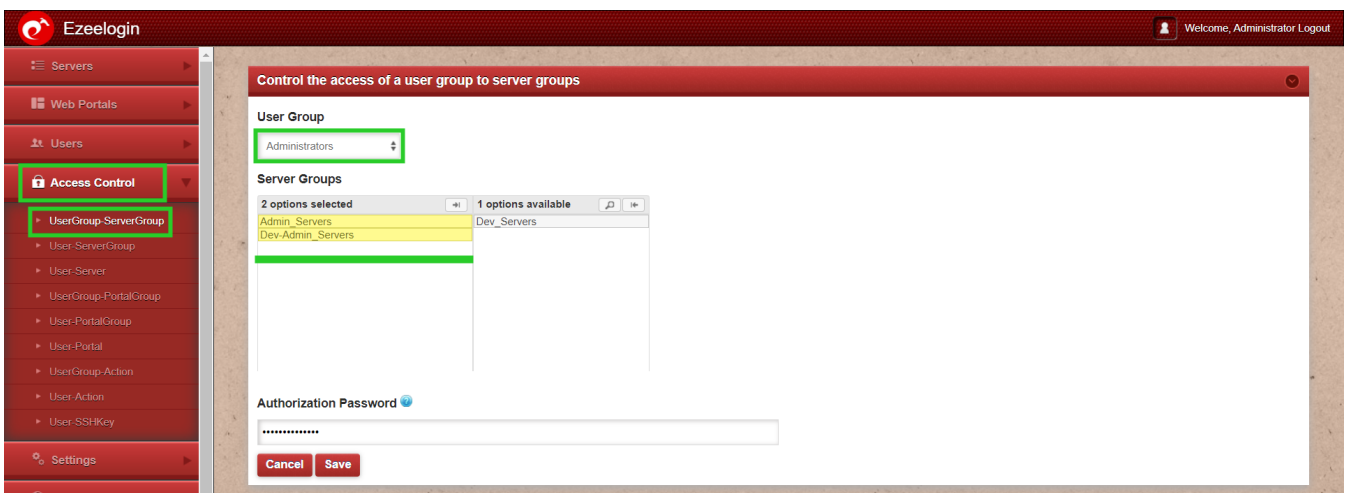 Ezeelogin
Welcome, Administrator Logout
Servers
Web Portals
Users
Access Control
UserGroup-ServerGroup
User-ServerGroup
User-Server
UserGroup-PortalGroup
User-PortalGroup
User-Portal
UserGroup-Action
User-Action
User-SSHKey
Settings
Control the access of a user group to server groups
User Group
Administrators
Server Groups
2 options selected
1 options available
Admin_Servers
Dev_Servers
Dev-Admin_Servers
Authorization Password
••••••••••••••
Cancel Save